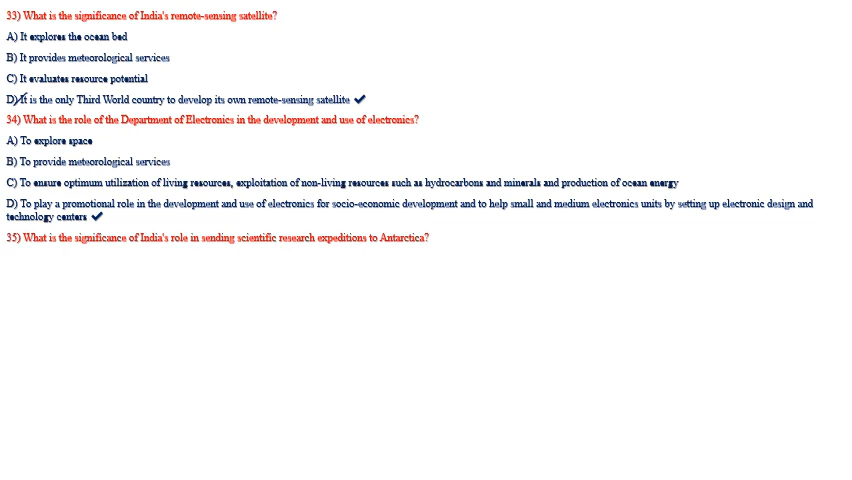 33) What is the significance of India's remote-sensing satellite?
A) It explores the ocean bed
B) It provides meteorological services
C) It evaluates resource potential
D) It is the only Third World country to develop its own remote-sensing satellite ✔
34) What is the role of the Department of Electronics in the development and use of electronics?
A) To explore space
B) To provide meteorological services
C) To ensure optimum utilization of living resources, exploitation of non-living resources such as hydrocarbons and minerals and production of ocean energy
D) To play a promotional role in the development and use of electronics for socio-economic development and to help small and medium electronics units by setting up electronic design and
technology centers ✔
35) What is the significance of India's role in sending scientific research expeditions to Antarctica?